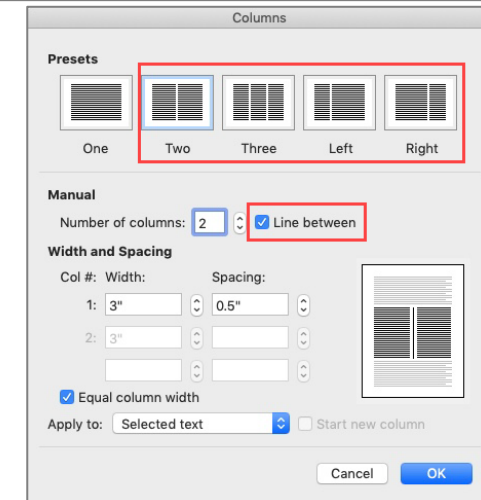 Columns
Presets
One Two Three Left Right
Manual
Number of columns: 2 Line between
Width and Spacing
Col #: Width: Spacing:
1: 3" 0.5"
2: 3"
Equal column width
Apply to: Selected text Start new column
Cancel OK